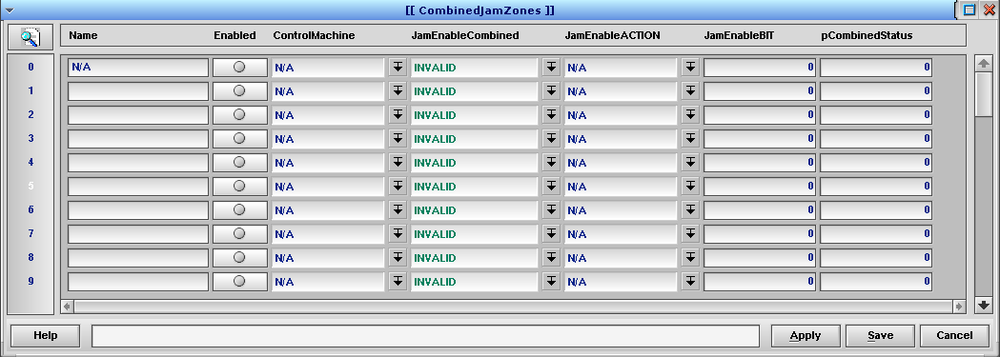 [[ CombinedJamZones ]]
Name Enabled ControlMachine JamEnableCombined JamEnableACTION JamEnableBIT pCombinedStatus
0 N/A N/A INVALID N/A 0 0
1 N/A INVALID N/A 0 0
2 N/A INVALID N/A 0 0
3 N/A INVALID N/A 0 0
4 N/A INVALID N/A 0 0
5 N/A INVALID N/A 0 0
6 N/A INVALID N/A 0 0
7 N/A INVALID N/A 0 0
8 N/A INVALID N/A 0 0
9 N/A INVALID N/A 0 0
Help Apply Save Cancel